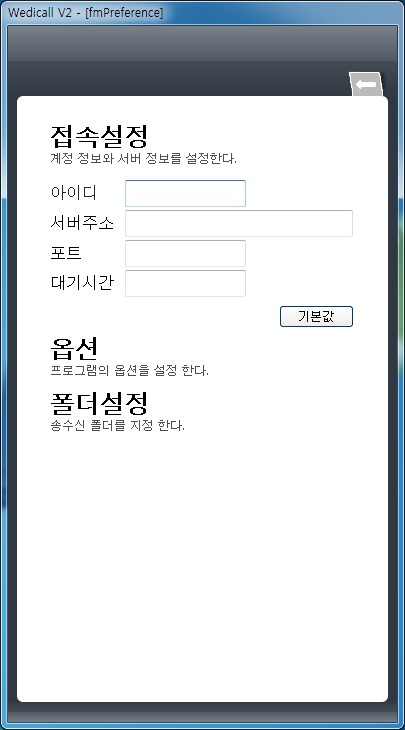 Wedicall V2 - [fmPreference]
접속설정
계정 정보와 서버 정보를 설정한다.
아이디
서버주소
포트
대기시간
기본값
옵션
프로그램의 옵션을 설정 한다.
폴더설정
송수신 폴더를 지정 한다.